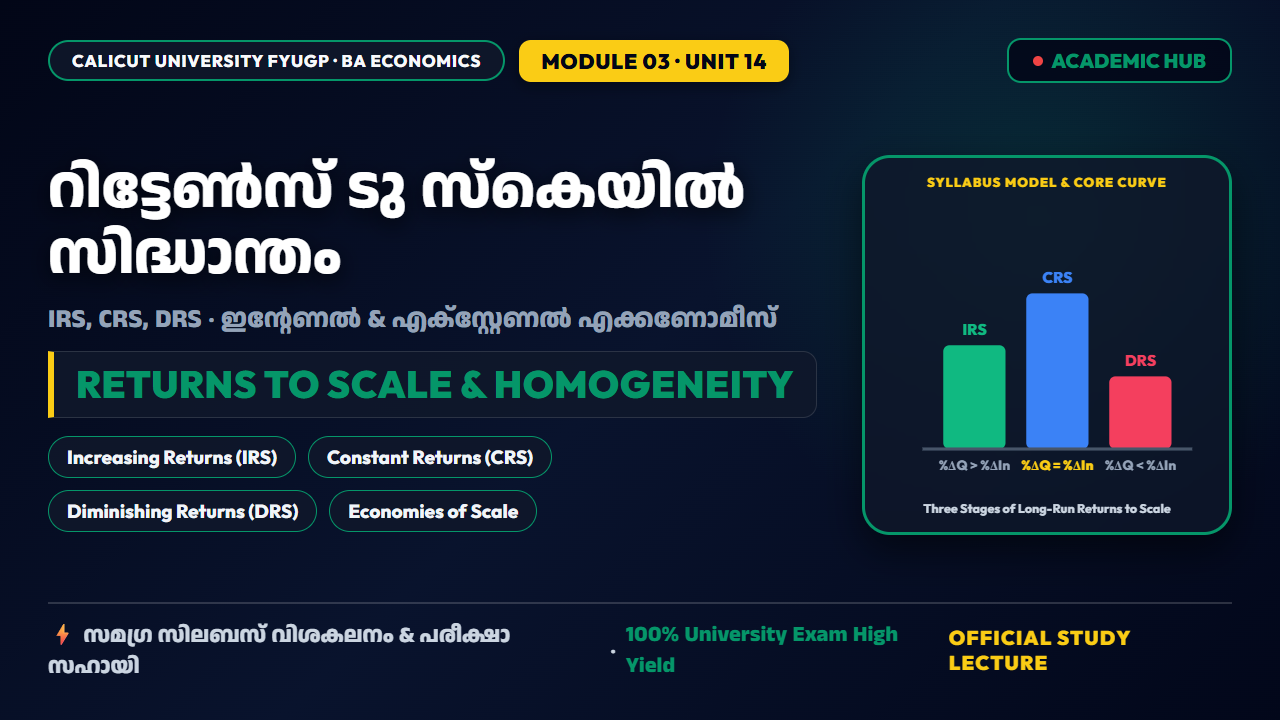 CALICUT UNIVERSITY FYUGP · BA ECONOMICS
MODULE 03 · UNIT 14
ACADEMIC HUB
റിട്ടേൺസ് ടു സ്കെയിൽ
സിദ്ധാന്തം
IRS, CRS, DRS · ഇന്റേണൽ & എക്സ്റ്റേണൽ എക്കണോമീസ്
RETURNS TO SCALE & HOMOGENEITY
Increasing Returns (IRS)
Constant Returns (CRS)
Diminishing Returns (DRS)
Economies of Scale
SYLLABUS MODEL & CORE CURVE
CRS
IRS
DRS
%ΔQ > %ΔIn
%ΔQ = %ΔIn
%ΔQ < %ΔIn
Three Stages of Long-Run Returns to Scale
⚡ സമഗ്ര സിലബസ് വിശകലനം & പരീക്ഷാ
സഹായി
·
100% University Exam High
Yield
OFFICIAL STUDY
LECTURE